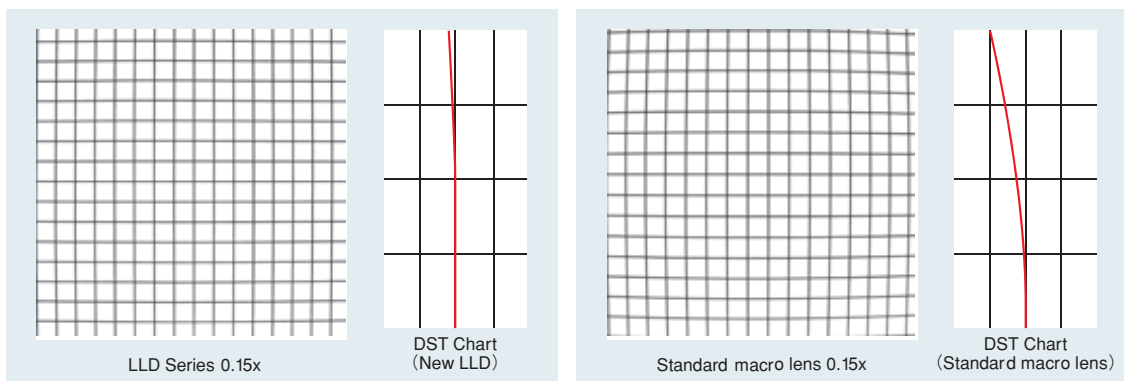 LLD Series 0.15x
DST Chart
（New LLD）
Standard macro lens 0.15x
DST Chart
（Standard macro lens）